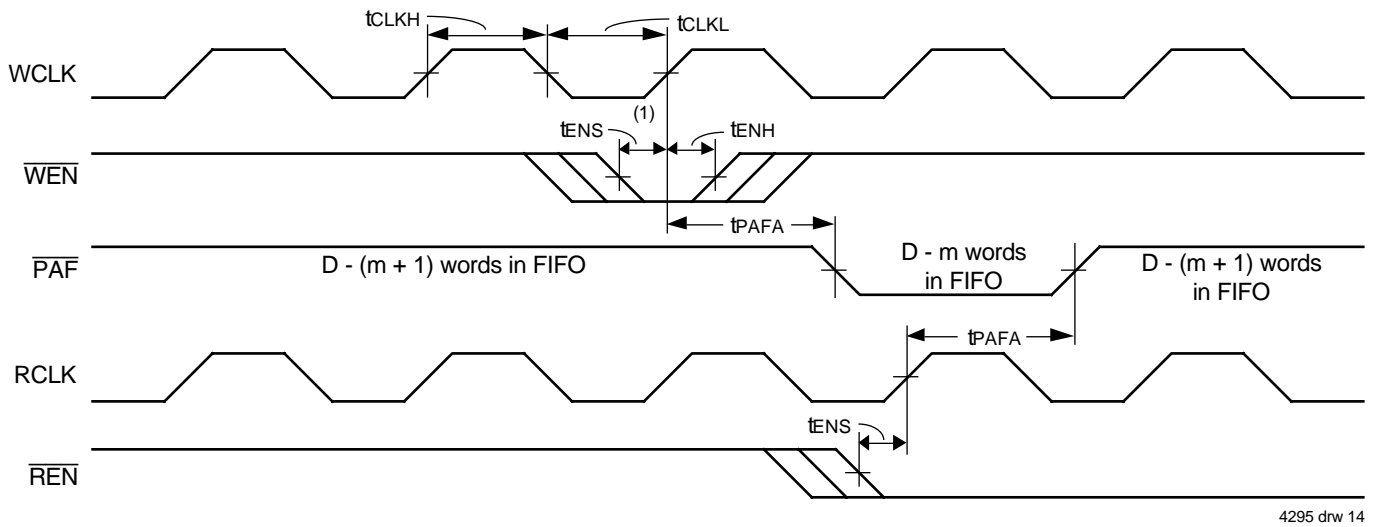 tCLKH tCLKL
WCLK
(1)
tENS tENH
WEN
tPAFA
PAF D - (m + 1) words in FIFO D - m words in FIFO D - (m + 1) words in FIFO
tPAFA
RCLK
tENS
REN
4295 drw 14